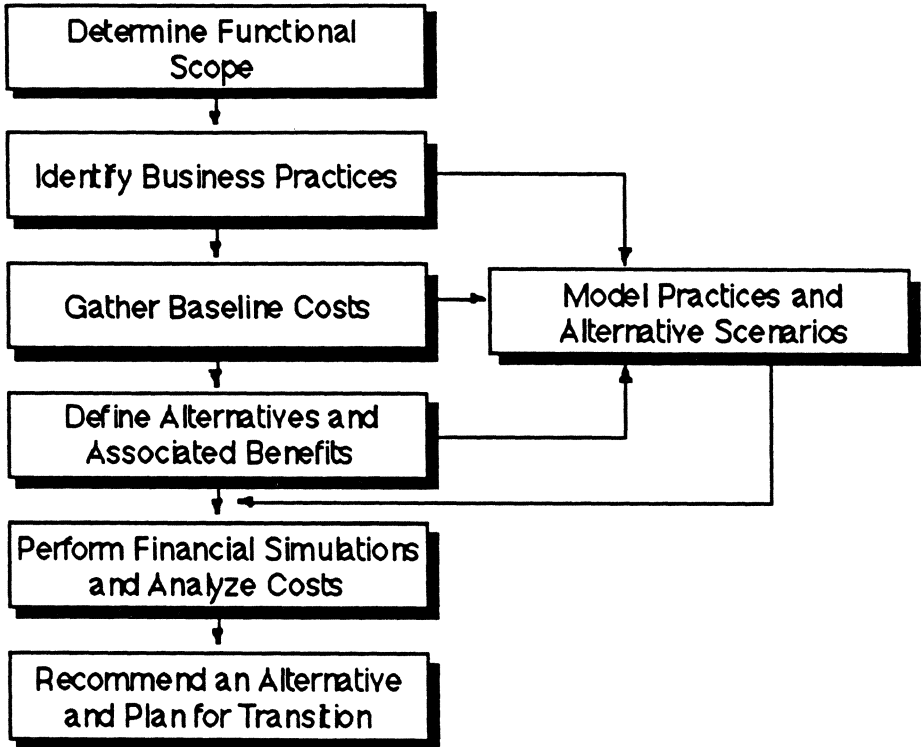 Determine Functional
Scope
Identify Business Practices
Gather Baseline Costs
Model Practices and
Alternative Scenarios
Define Alternatives and
Associated Benefits
Perform Financial Simulations
and Analyze Costs
Recommend an Alternative
and Plan for Transition